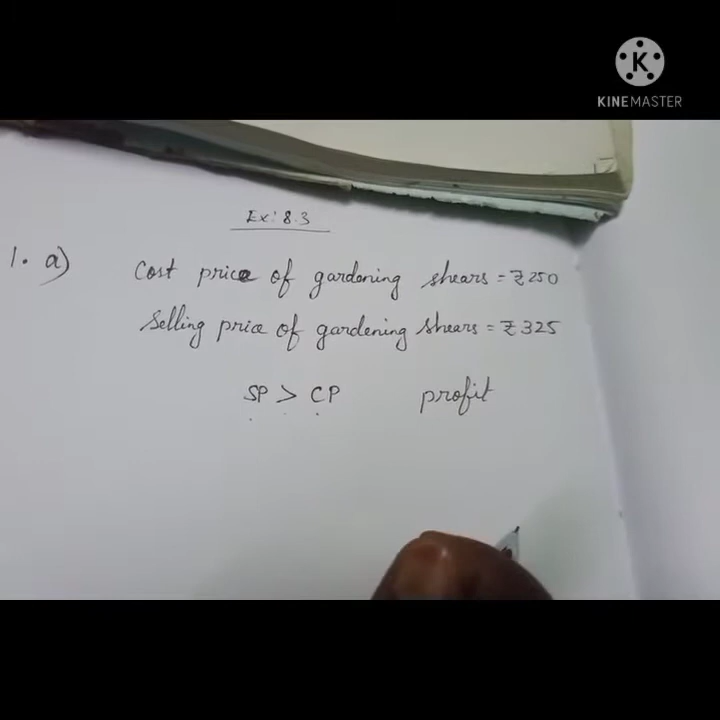 KINEMASTER
Ex: 8.3
1. a) Cost price of gardening shears = ₹250
Selling price of gardening shears = ₹325
SP > CP profit